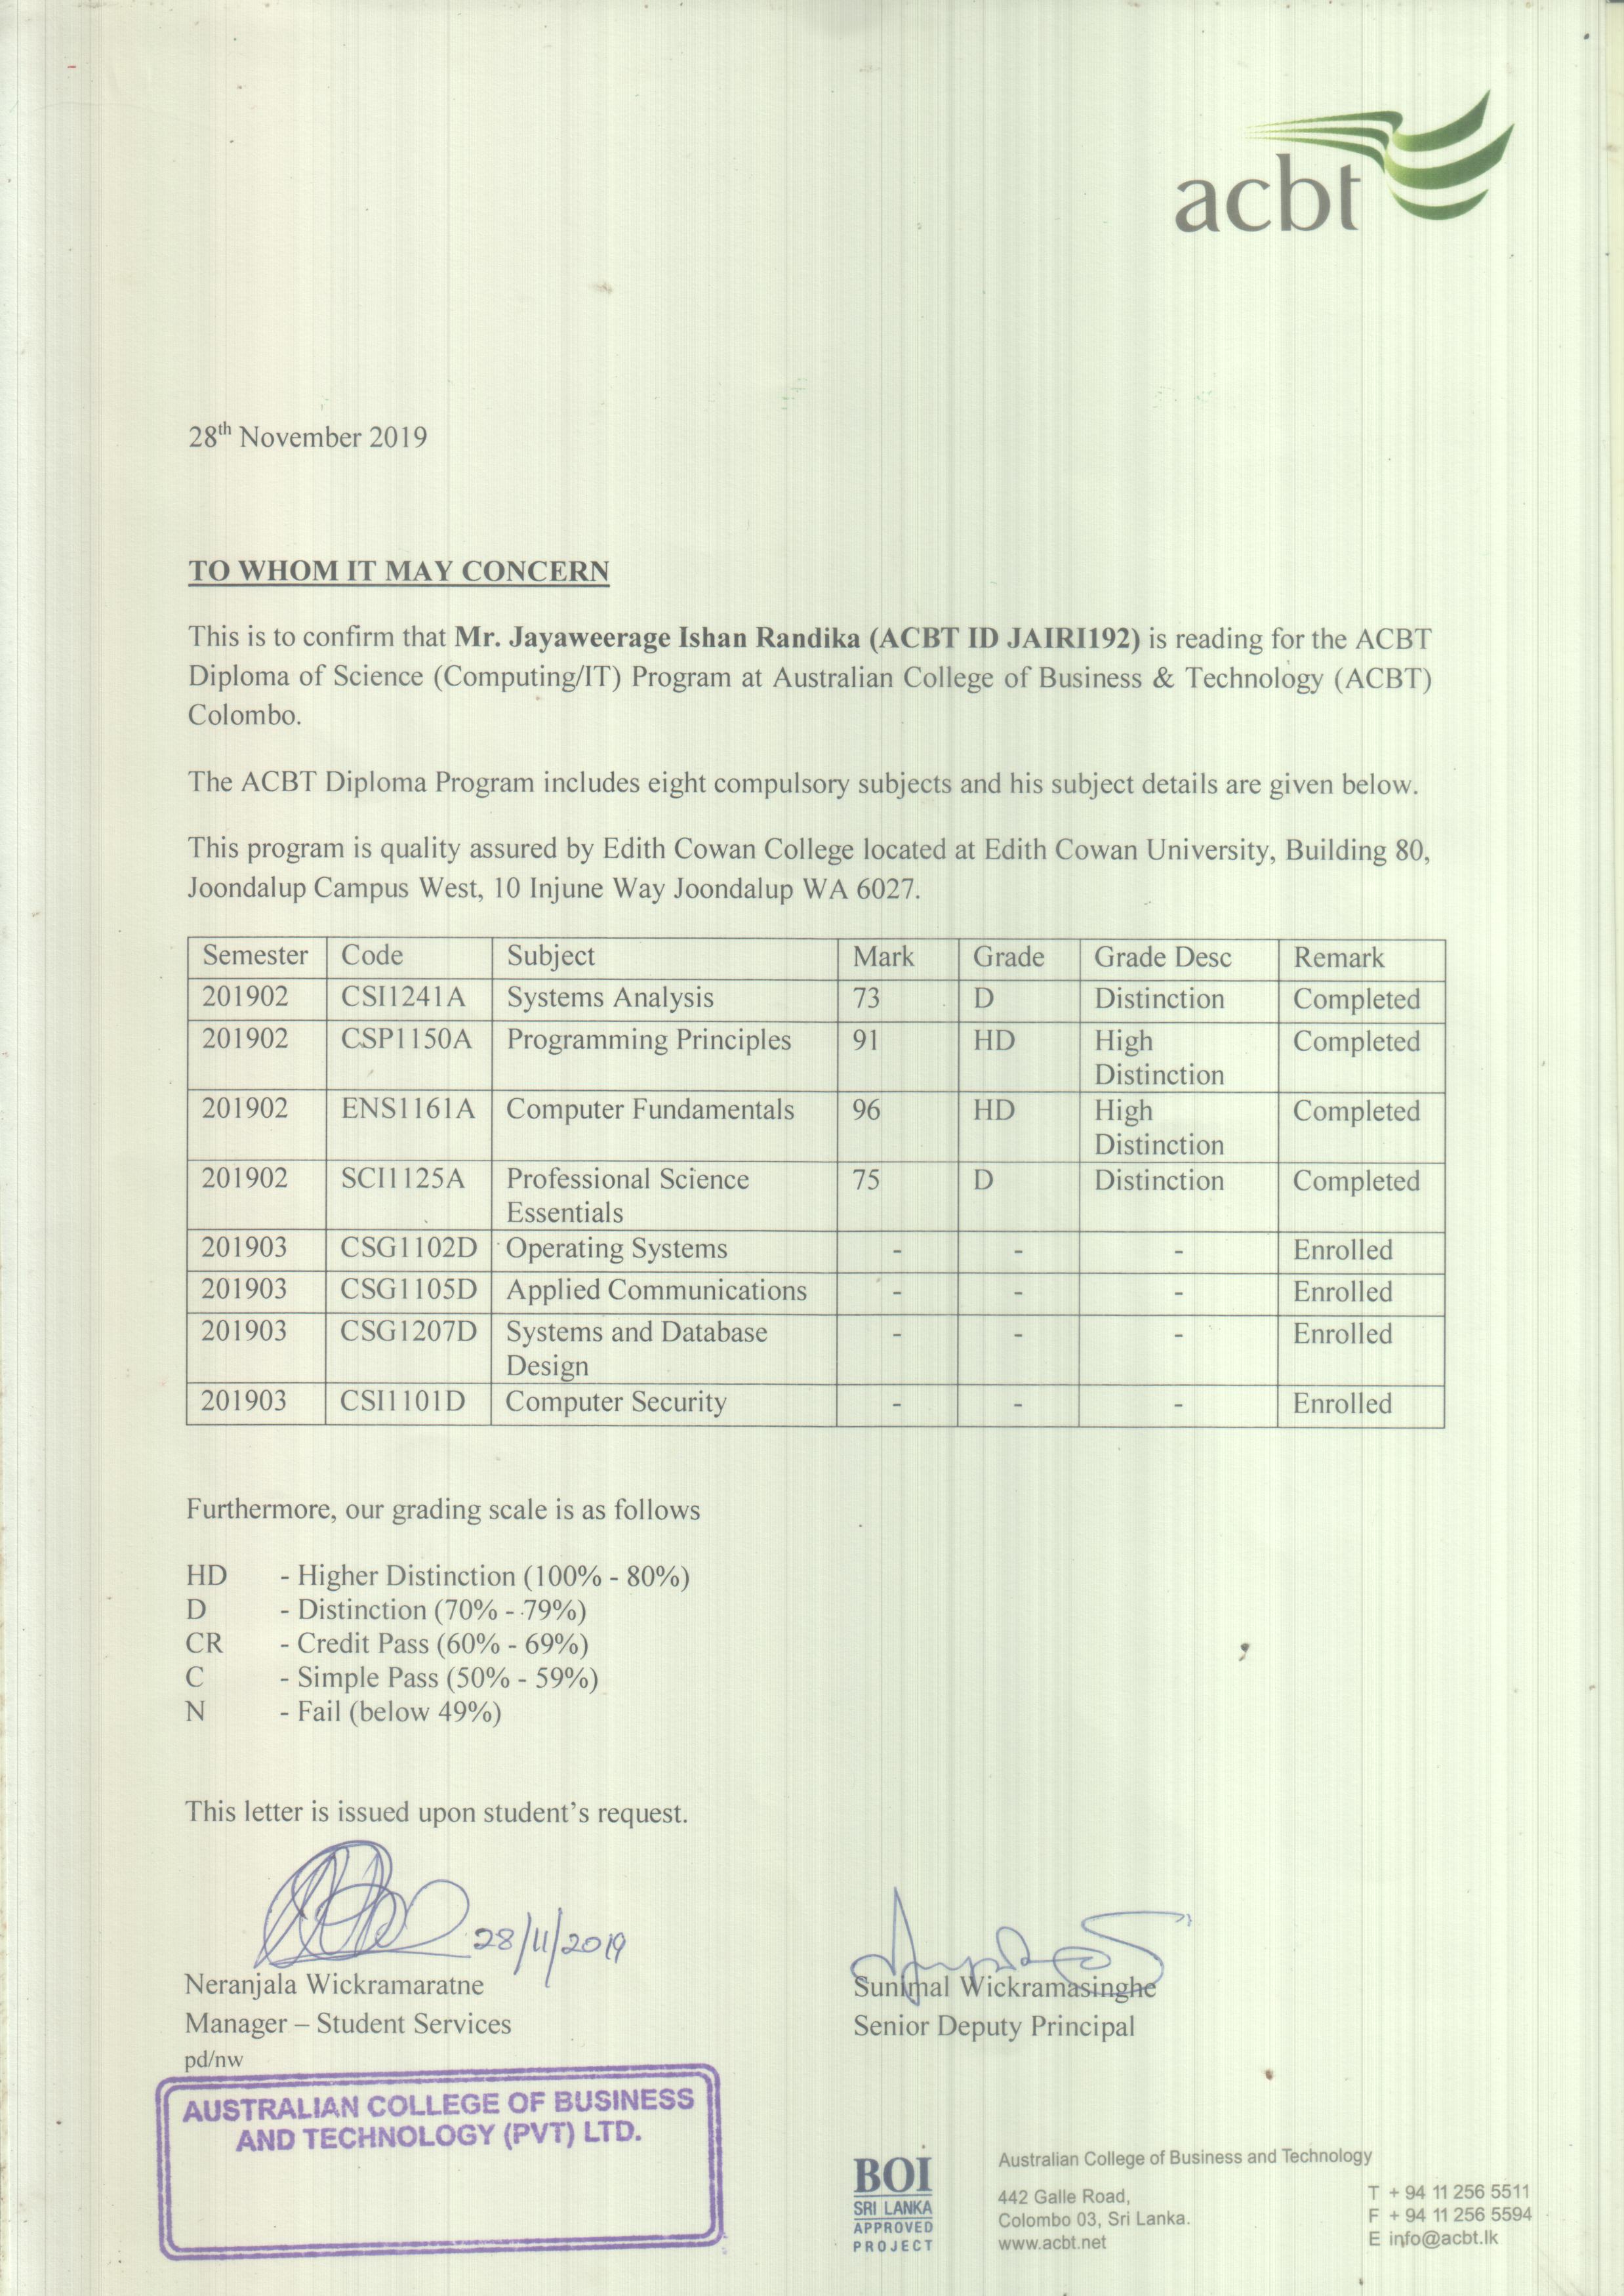 acbt
28th November 2019
TO WHOM IT MAY CONCERN
This is to confirm that Mr. Jayaweerage Ishan Randika (ACBT ID JAIRI192) is reading for the ACBT
Diploma of Science (Computing/IT) Program at Australian College of Business & Technology (ACBT)
Colombo.
The ACBT Diploma Program includes eight compulsory subjects and his subject details are given below.
This program is quality assured by Edith Cowan College located at Edith Cowan University, Building 80,
Joondalup Campus West, 10 Injune Way Joondalup WA 6027.
Semester Code Subject Mark Grade Grade Desc Remark
201902 CSI1241A Systems Analysis 73 D Distinction Completed
201902 CSP1150A Programming Principles 91 HD High Completed
Distinction
201902 ENS1161A Computer Fundamentals 96 HD High Completed
Distinction
201902 SCI1125A Professional Science 75 D Distinction Completed
Essentials
201903 CSG1102D Operating Systems - - - Enrolled
201903 CSG1105D Applied Communications - - - Enrolled
201903 CSG1207D Systems and Database - - - Enrolled
Design
201903 CSI1101D Computer Security - - - Enrolled
Furthermore, our grading scale is as follows
HD - Higher Distinction (100% - 80%)
D - Distinction (70% - 79%)
CR - Credit Pass (60% - 69%)
C - Simple Pass (50% - 59%)
N - Fail (below 49%)
This letter is issued upon student's request.
28/11/2019
Neranjala Wickramaratne
Manager – Student Services
pd/nw
Sunimal Wickramasinghe
Senior Deputy Principal
AUSTRALIAN COLLEGE OF BUSINESS
AND TECHNOLOGY (PVT) LTD.
BOI
SRI LANKA
APPROVED
PROJECT
Australian College of Business and Technology
442 Galle Road,
Colombo 03, Sri Lanka.
www.acbt.net
T + 94 11 256 5511
F + 94 11 256 5594
E info@acbt.lk